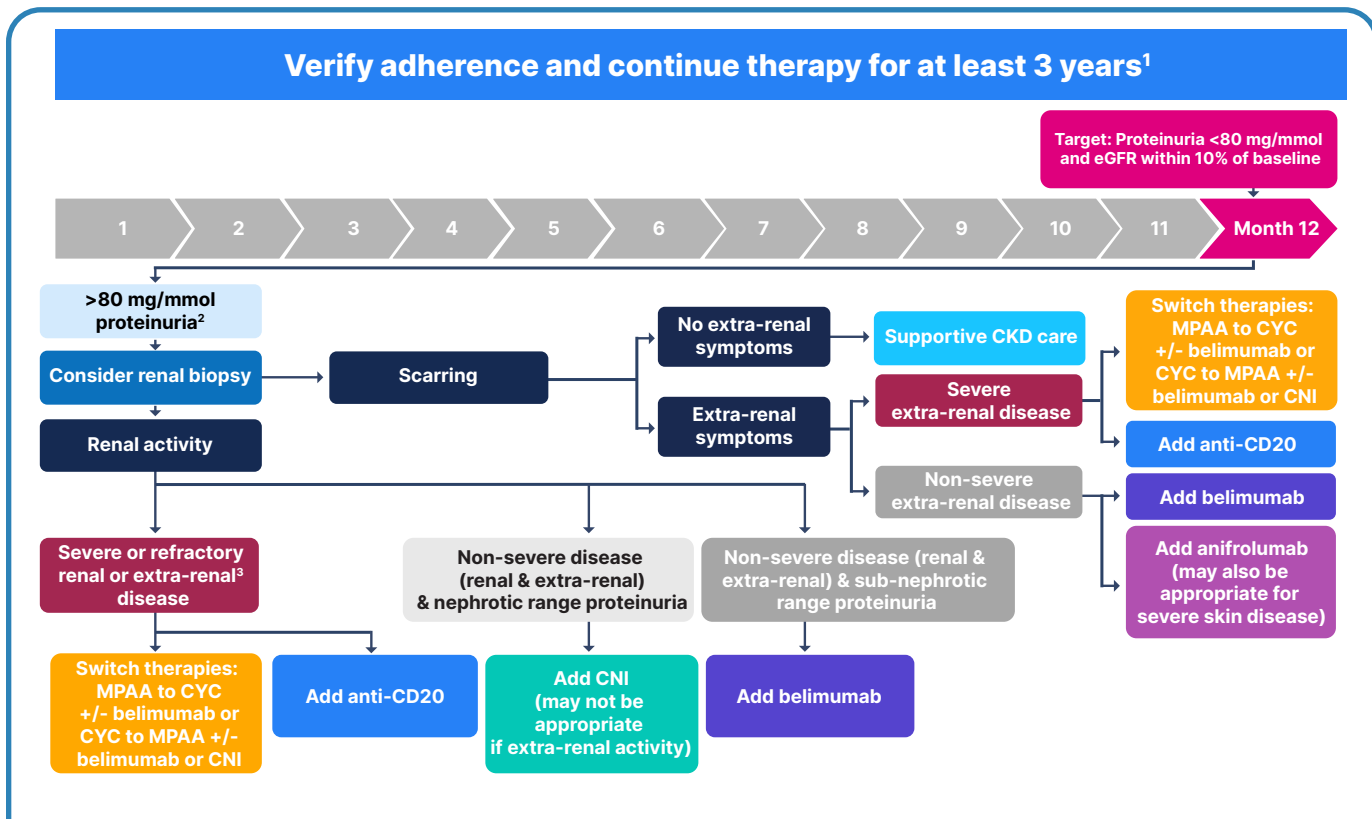 Verify adherence and continue therapy for at least 3 years¹
Target: Proteinuria <80 mg/mmol
and eGFR within 10% of baseline
1
2
3
4
5
6
7
8
9
10
11
Month 12
>80 mg/mmol
proteinuria²
Consider renal biopsy
Renal activity
Scarring
No extra-renal
symptoms
Extra-renal
symptoms
Supportive CKD care
Severe
extra-renal disease
Non-severe
extra-renal disease
Switch therapies:
MPAA to CYC
+/- belimumab or
CYC to MPAA +/-
belimumab or CNI
Add anti-CD20
Add belimumab
Add anifrolumab
(may also be
appropriate for
severe skin disease)
Severe or refractory
renal or extra-renal³
disease
Non-severe disease
(renal & extra-renal)
& nephrotic range proteinuria
Non-severe disease (renal &
extra-renal) & sub-nephrotic
range proteinuria
Switch therapies:
MPAA to CYC
+/- belimumab or
CYC to MPAA +/-
belimumab or CNI
Add anti-CD20
Add CNI
(may not be
appropriate
if extra-renal activity)
Add belimumab